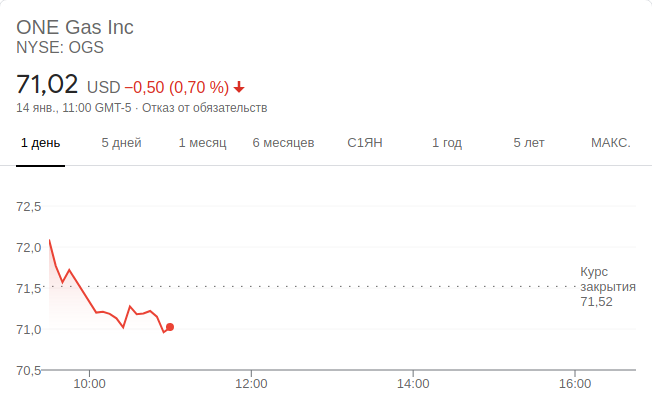 ONE Gas Inc
NYSE: OGS
71,02 USD −0,50 (0,70 %)
14 янв., 11:00 GMT-5 · Отказ от обязательств
1 день 5 дней 1 месяц 6 месяцев С1ЯН 1 год 5 лет МАКС.
72,5
72,0
71,5
71,0
70,5
Курс
закрытия
71,52
10:00 12:00 14:00 16:00